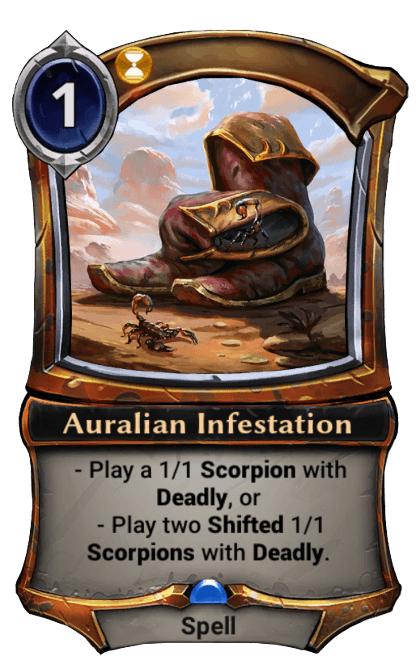 1
Auralian Infestation
- Play a 1/1 Scorpion with
Deadly, or
- Play two Shifted 1/1
Scorpions with Deadly.
Spell